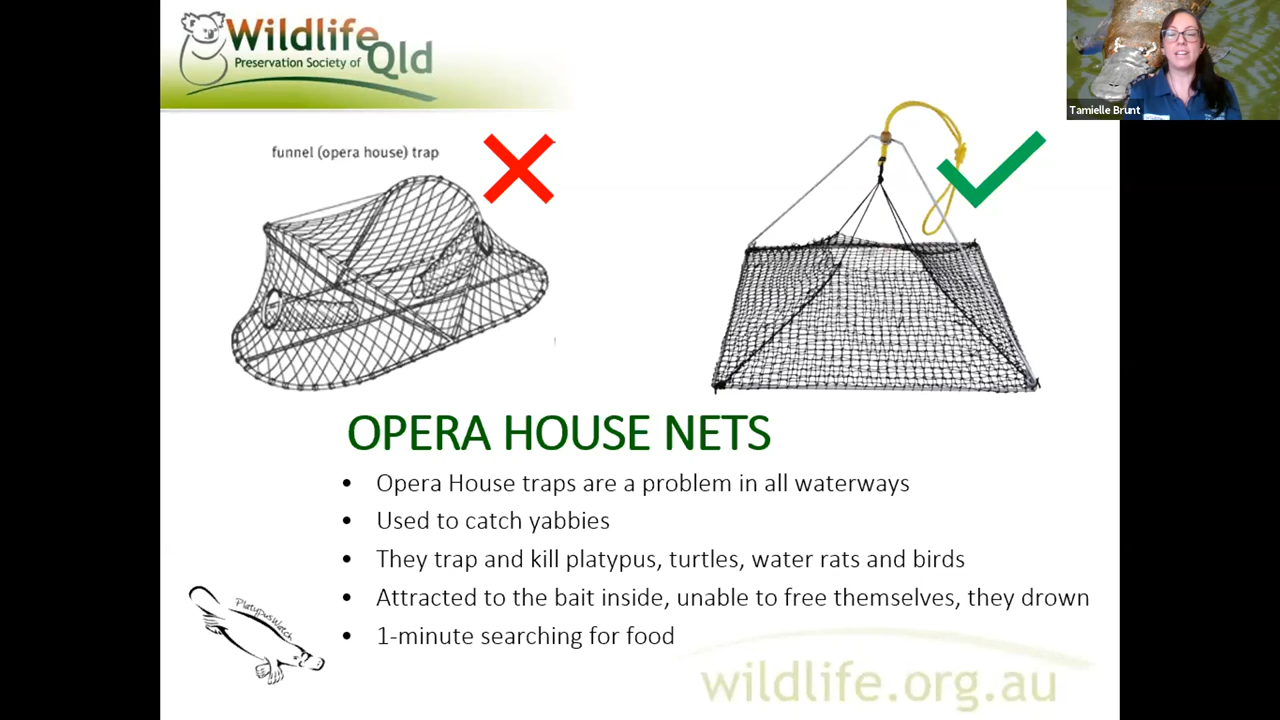 Wildlife
Preservation Society of Qld
Tamielle Brunt
funnel (opera house) trap
OPERA HOUSE NETS
• Opera House traps are a problem in all waterways
• Used to catch yabbies
• They trap and kill platypus, turtles, water rats and birds
• Attracted to the bait inside, unable to free themselves, they drown
• 1-minute searching for food
PlatypusWatch
wildlife.org.au